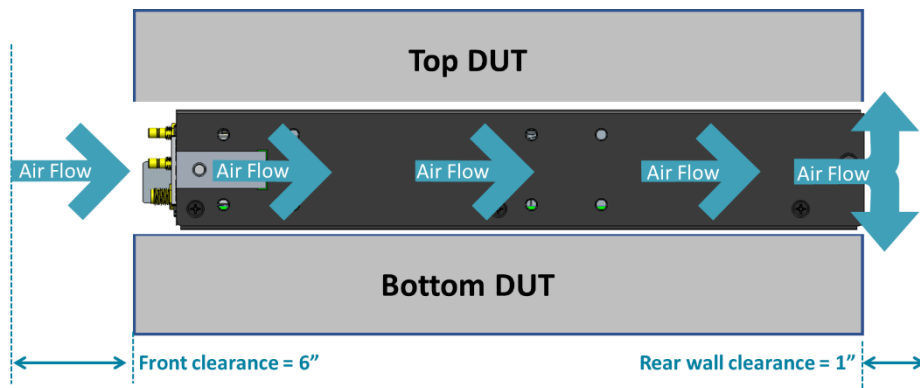 Top DUT
Air Flow
Air Flow
Air Flow
Air Flow
Air Flow
Bottom DUT
Front clearance = 6”
Rear wall clearance = 1”